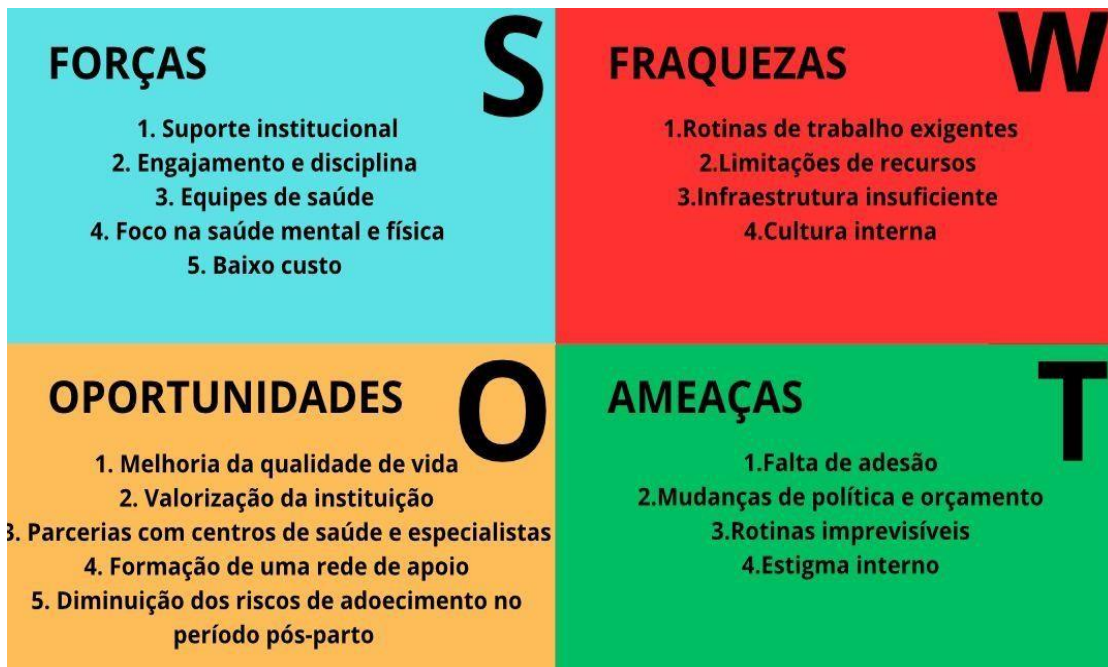 FORÇAS
S
1. Suporte institucional
2. Engajamento e disciplina
3. Equipes de saúde
4. Foco na saúde mental e física
5. Baixo custo
FRAQUEZAS
W
1.Rotinas de trabalho exigentes
2.Limitações de recursos
3.Infraestrutura insuficiente
4.Cultura interna
OPORTUNIDADES
O
1. Melhoria da qualidade de vida
2. Valorização da instituição
3. Parcerias com centros de saúde e especialistas
4. Formação de uma rede de apoio
5. Diminuição dos riscos de adoecimento no
período pós-parto
AMEAÇAS
T
1.Falta de adesão
2.Mudanças de política e orçamento
3.Rotinas imprevisíveis
4.Estigma interno